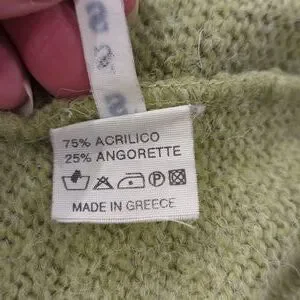 75% ACRILICO
25% ANGORETTE
P
MADE IN GREECE